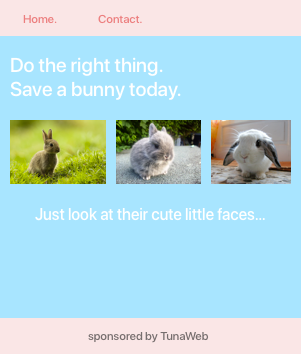 Home.
Contact.
Do the right thing.
Save a bunny today.
Just look at their cute little faces...
sponsored by TunaWeb